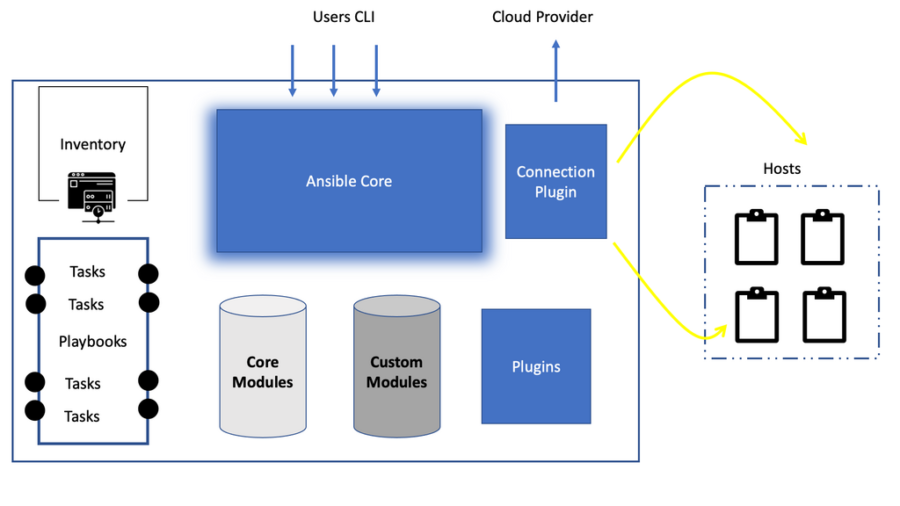 Users CLI
Cloud Provider
Inventory
Ansible Core
Connection
Plugin
Hosts
Tasks
Tasks
Playbooks
Tasks
Tasks
Core
Modules
Custom
Modules
Plugins